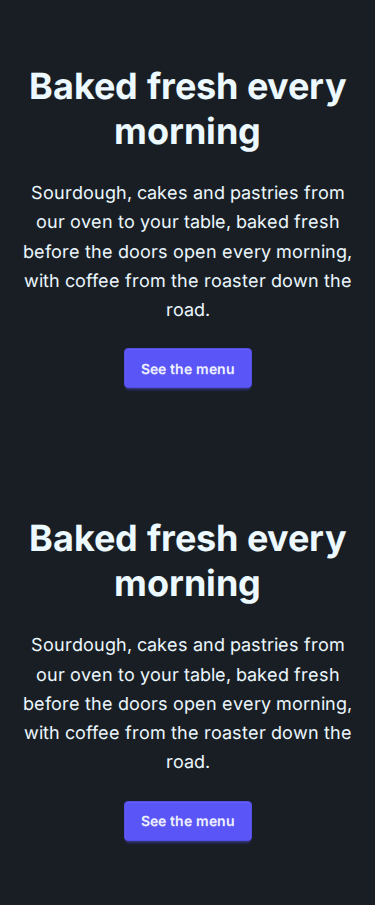 Baked fresh every
morning
Sourdough, cakes and pastries from
our oven to your table, baked fresh
before the doors open every morning,
with coffee from the roaster down the
road.
See the menu
Baked fresh every
morning
Sourdough, cakes and pastries from
our oven to your table, baked fresh
before the doors open every morning,
with coffee from the roaster down the
road.
See the menu